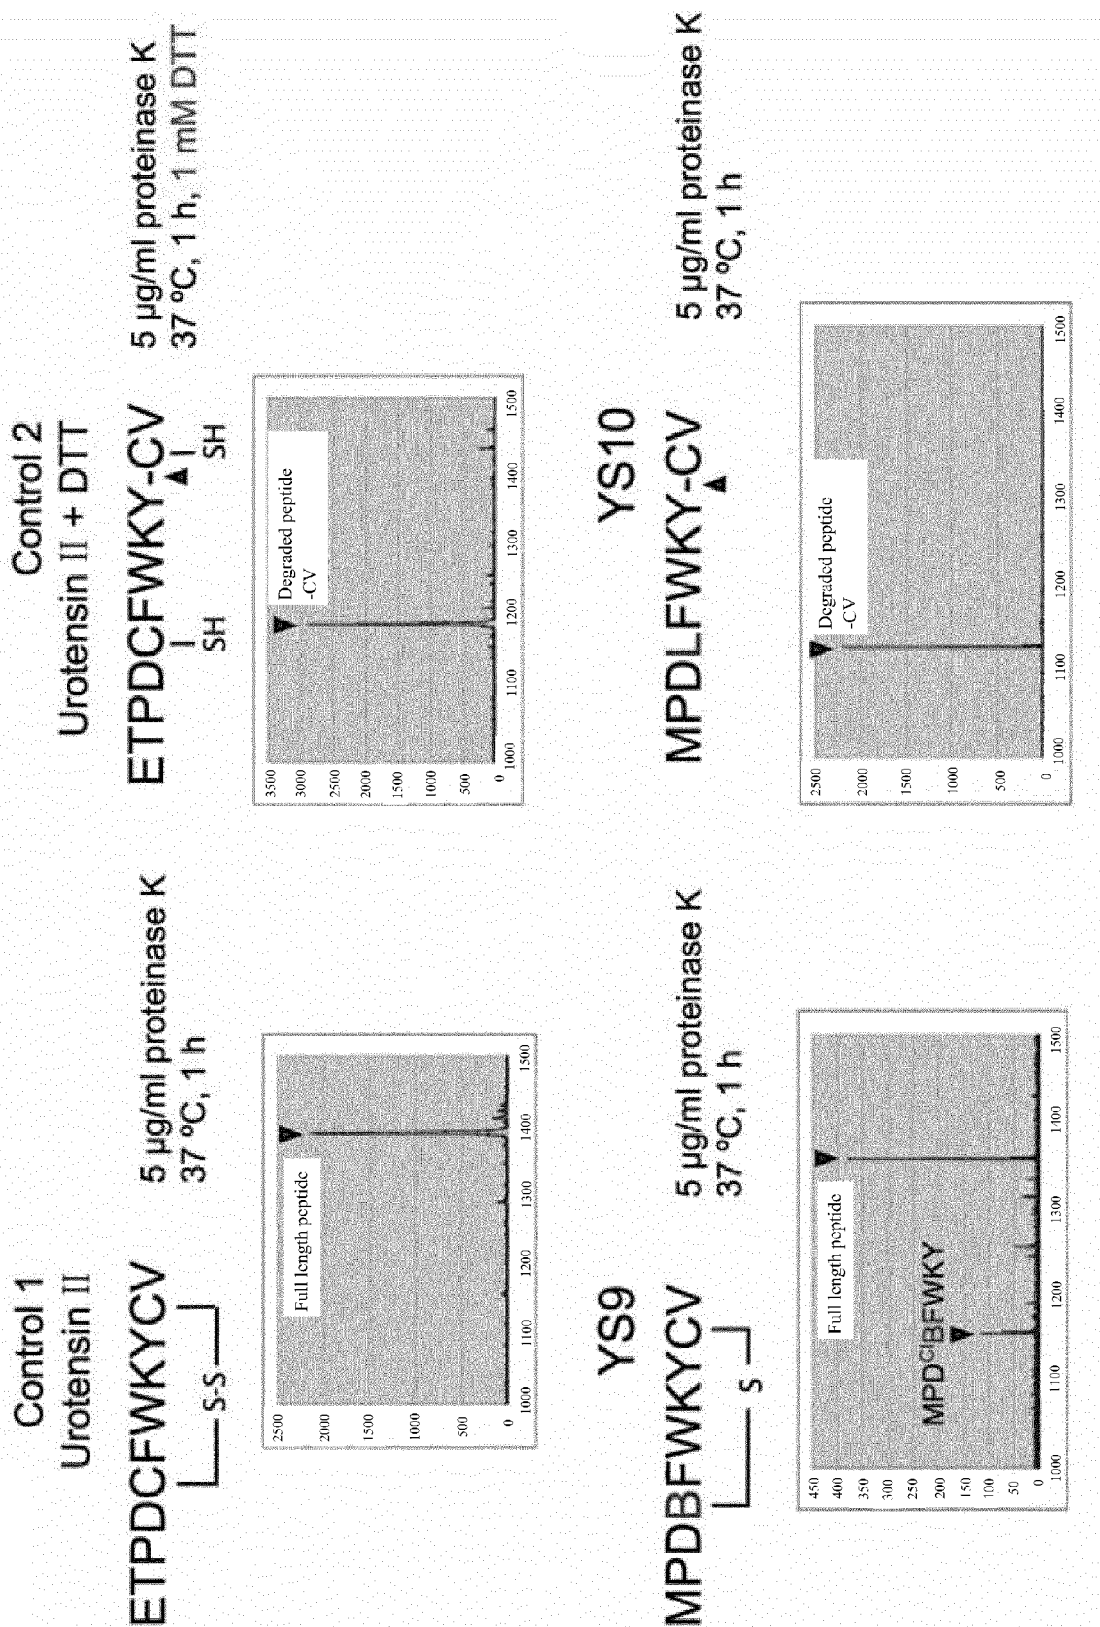 Control 1
Urotensin II
ETPDCFWKYCV
S-S
5 µg/ml proteinase K
37 ºC, 1 h
2500
2000
1500
1000
500
0
Full length peptide
1000
1100
1200
1300
1400
1500
Control 2
Urotensin II + DTT
ETPDCFWKY-CV
SH
SH
5 µg/ml proteinase K
37 ºC, 1 h, 1 mM DTT
3500
3000
2500
2000
1500
1000
500
0
Degraded peptide
-CV
1000
1100
1200
1300
1400
1500
YS9
MPDBFWKYCV
S
5 µg/ml proteinase K
37 ºC, 1 h
450
400
350
300
250
200
150
100
50
0
Full length peptide
MPDClBFWKY
1000
1100
1200
1300
1400
1500
YS10
MPDLFWKY-CV
5 µg/ml proteinase K
37 ºC, 1 h
2500
2000
1500
1000
500
0
Degraded peptide
-CV
1000
1100
1200
1300
1400
1500